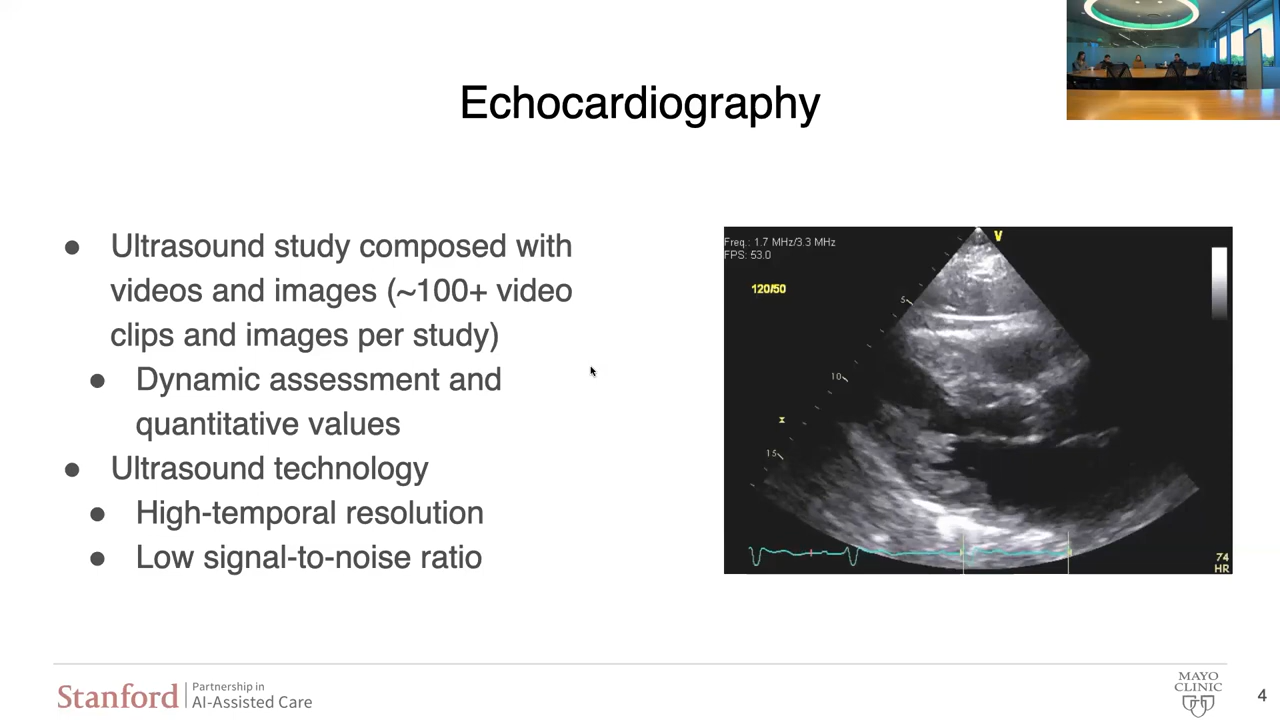 Echocardiography
● Ultrasound study composed with
videos and images (~100+ video
clips and images per study)
● Dynamic assessment and
quantitative values
● Ultrasound technology
● High-temporal resolution
● Low signal-to-noise ratio
Freq.: 1.7 MHz/3.3 MHz
FPS: 53.0
V
120/50
5
10
15
74
HR
Stanford
Partnership in
AI-Assisted Care
MAYO
CLINIC
4